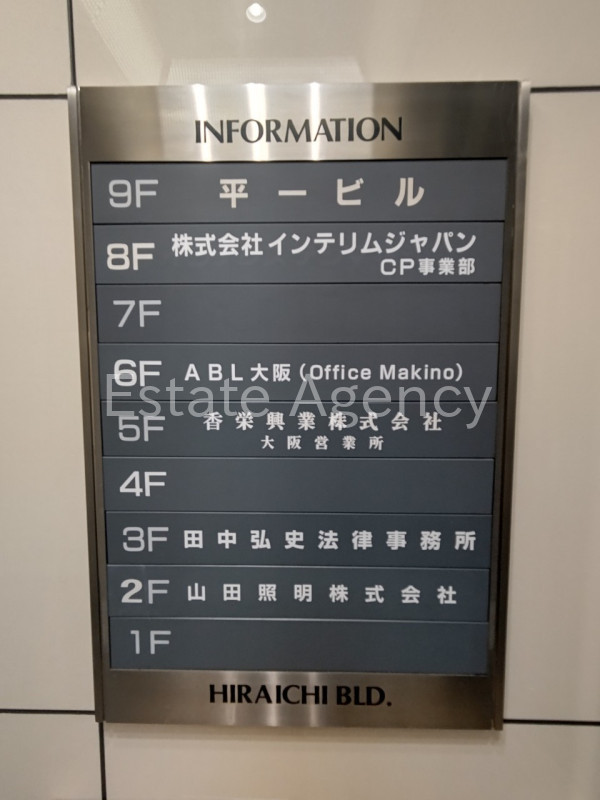 INFORMATION
9F 平一ビル
8F 株式会社インテリムジャパン
CP事業部
7F
6F ABL大阪(Office Makino)
Estate Agency
5F 香栄興業株式会社
大阪営業所
4F
3F 田中弘史法律事務所
2F 山田照明株式会社
1F
HIRAICHI BLD.